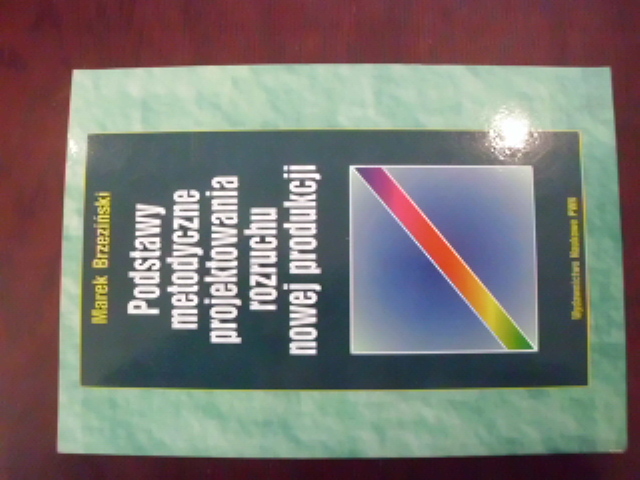 Marek Brzeziński
Podstawy
metodyczne
projektowania
rozruchu
nowej produkcji
Wydawnictwo Naukowe PWN